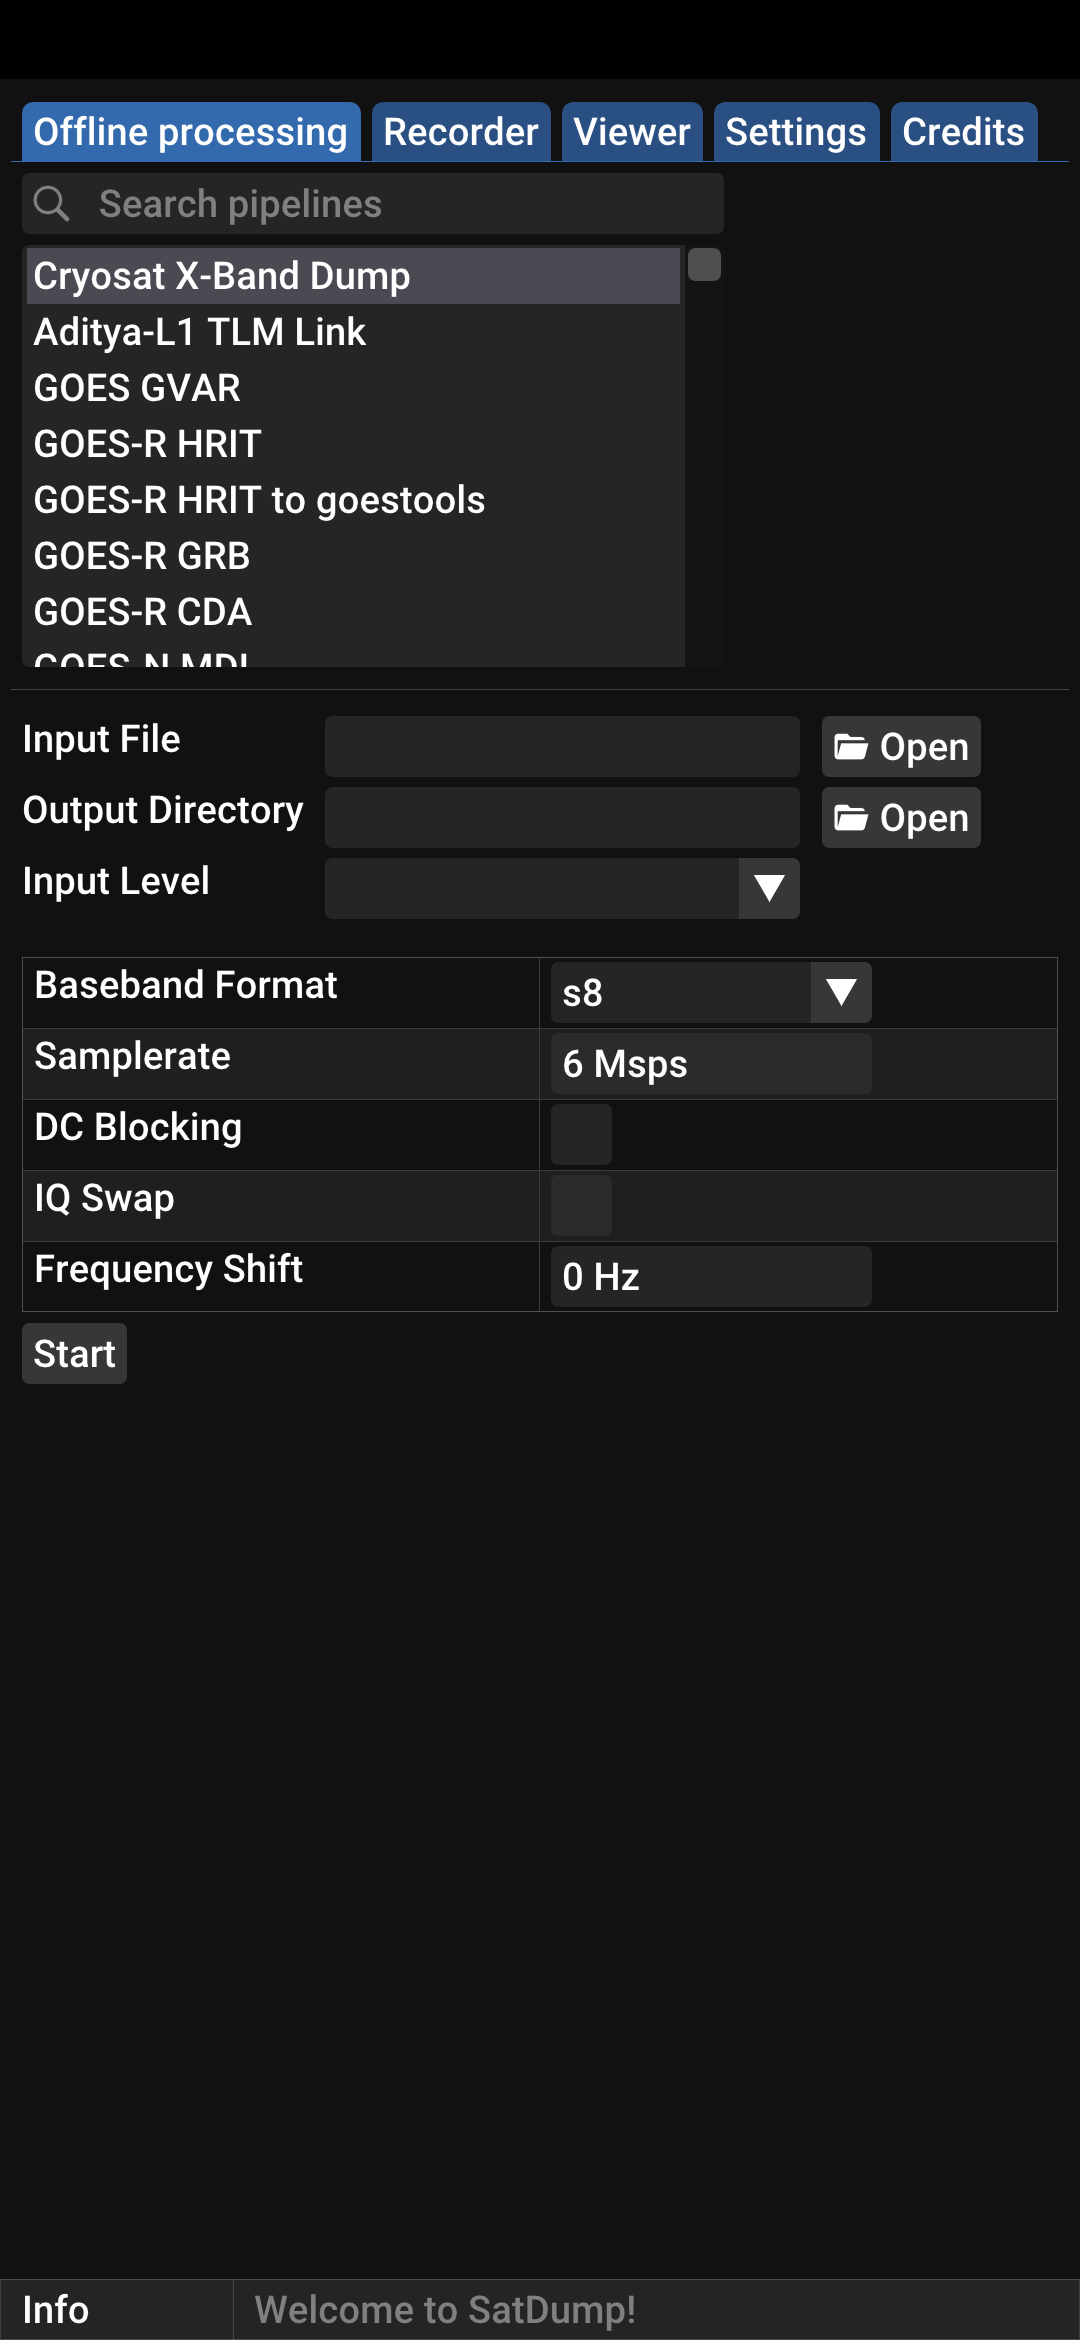 Offline processing Recorder Viewer Settings Credits
Search pipelines
Cryosat X-Band Dump
Aditya-L1 TLM Link
GOES GVAR
GOES-R HRIT
GOES-R HRIT to goestools
GOES-R GRB
GOES-R CDA
GOES-N MDL
Input File Open
Output Directory Open
Input Level
Baseband Format s8
Samplerate 6 Msps
DC Blocking
IQ Swap
Frequency Shift 0 Hz
Start
Info Welcome to SatDump!